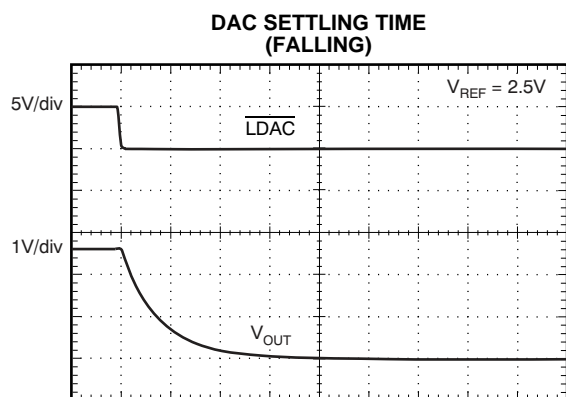 DAC SETTLING TIME
(FALLING)
5V/div
V_REF = 2.5V
LDAC
1V/div
V_OUT